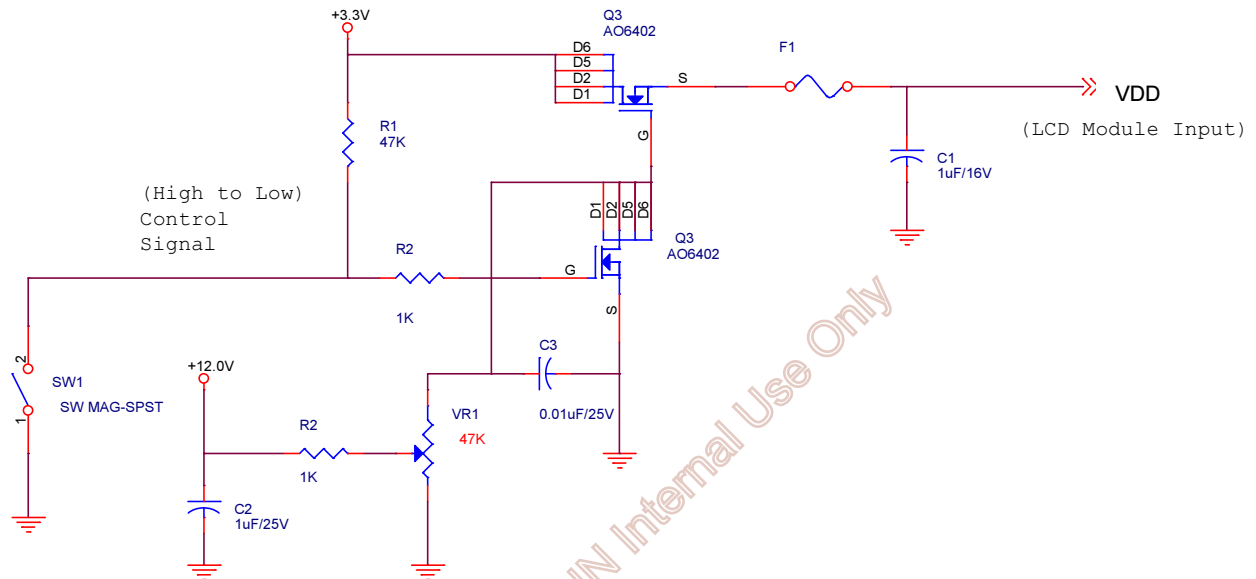 +3.3V
Q3
AO6402
D6
D5
D2
D1
S
G
F1
VDD
(LCD Module Input)
R1
47K
C1
1uF/16V
(High to Low)
Control
Signal
D1
D2
D5
D6
Q3
AO6402
R2
1K
G
S
2
1
SW1
SW MAG-SPST
+12.0V
C3
0.01uF/25V
VR1
47K
R2
1K
C2
1uF/25V
Internal Use Only